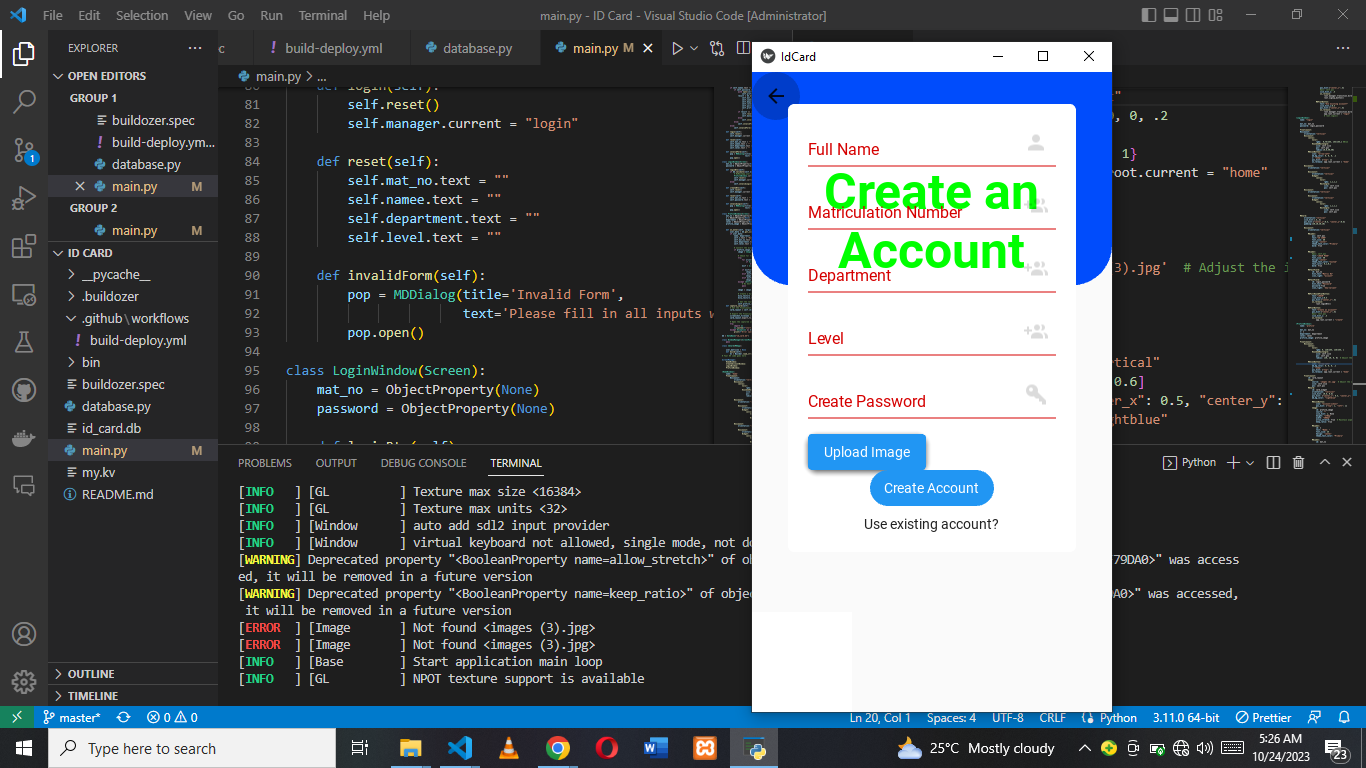 File Edit Selection View Go Run Terminal Help
main.py - ID Card - Visual Studio Code [Administrator]
EXPLORER
OPEN EDITORS
GROUP 1
buildozer.spec
build-deploy.ym...
database.py
main.py M
GROUP 2
main.py M
ID CARD
__pycache__
.buildozer
.github\workflows
build-deploy.yml
bin
buildozer.spec
database.py
id_card.db
main.py M
my.kv
README.md
OUTLINE
TIMELINE
build-deploy.yml database.py main.py M
main.py > ...
81 self.reset()
82 self.manager.current = "login"
83
84 def reset(self):
85 self.mat_no.text = ""
86 self.namee.text = ""
87 self.department.text = ""
88 self.level.text = ""
89
90 def invalidForm(self):
91 pop = MDDialog(title='Invalid Form',
92 text='Please fill in all inputs w
93 pop.open()
94
95 class LoginWindow(Screen):
96 mat_no = ObjectProperty(None)
97 password = ObjectProperty(None)
98
, 0, .2
1}
root.current = "home"
3).jpg' # Adjust the i
tical"
0.6]
er_x": 0.5, "center_y":
ghtblue"
PROBLEMS OUTPUT DEBUG CONSOLE TERMINAL
Python
[INFO ] [GL ] Texture max size <16384>
[INFO ] [GL ] Texture max units <32>
[INFO ] [Window ] auto add sdl2 input provider
[INFO ] [Window ] virtual keyboard not allowed, single mode, not do
[WARNING] Deprecated property "<BooleanProperty name=allow_stretch>" of ob 79DA0>" was access
ed, it will be removed in a future version
[WARNING] Deprecated property "<BooleanProperty name=keep_ratio>" of objec DA0>" was accessed,
it will be removed in a future version
[ERROR ] [Image ] Not found <images (3).jpg>
[ERROR ] [Image ] Not found <images (3).jpg>
[INFO ] [Base ] Start application main loop
[INFO ] [GL ] NPOT texture support is available
IdCard
Full Name
Create an
Matriculation Number
Account
Department
Level
Create Password
Upload Image
Create Account
Use existing account?
master* 0 0
Ln 20, Col 1 Spaces: 4 UTF-8 CRLF Python 3.11.0 64-bit Prettier
Type here to search
25°C Mostly cloudy
5:26 AM
10/24/2023
23